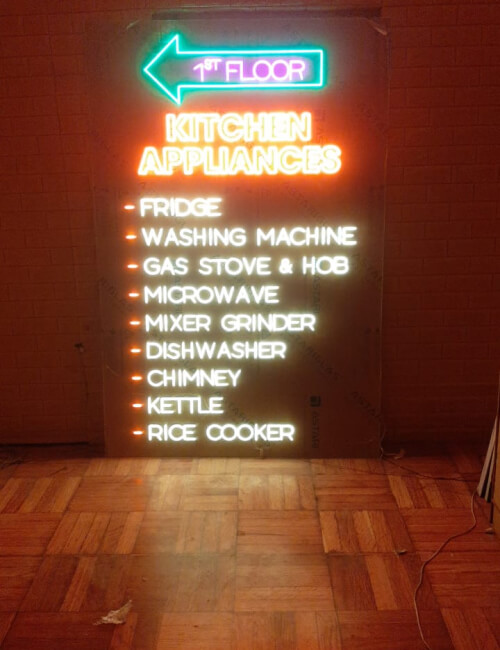 1ST FLOOR
KITCHEN
APPLIANCES
- FRIDGE
- WASHING MACHINE
- GAS STOVE & HOB
- MICROWAVE
- MIXER GRINDER
- DISHWASHER
- CHIMNEY
- KETTLE
- RICE COOKER